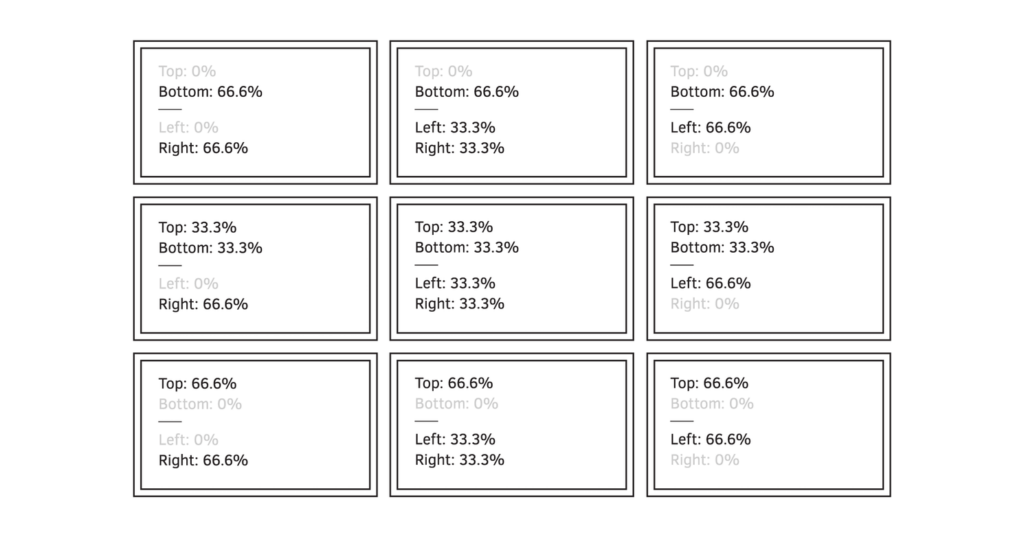 Top: 0%
Bottom: 66.6%
Left: 0%
Right: 66.6%
Top: 0%
Bottom: 66.6%
Left: 33.3%
Right: 33.3%
Top: 0%
Bottom: 66.6%
Left: 66.6%
Right: 0%
Top: 33.3%
Bottom: 33.3%
Left: 0%
Right: 66.6%
Top: 33.3%
Bottom: 33.3%
Left: 33.3%
Right: 33.3%
Top: 33.3%
Bottom: 33.3%
Left: 66.6%
Right: 0%
Top: 66.6%
Bottom: 0%
Left: 0%
Right: 66.6%
Top: 66.6%
Bottom: 0%
Left: 33.3%
Right: 33.3%
Top: 66.6%
Bottom: 0%
Left: 66.6%
Right: 0%